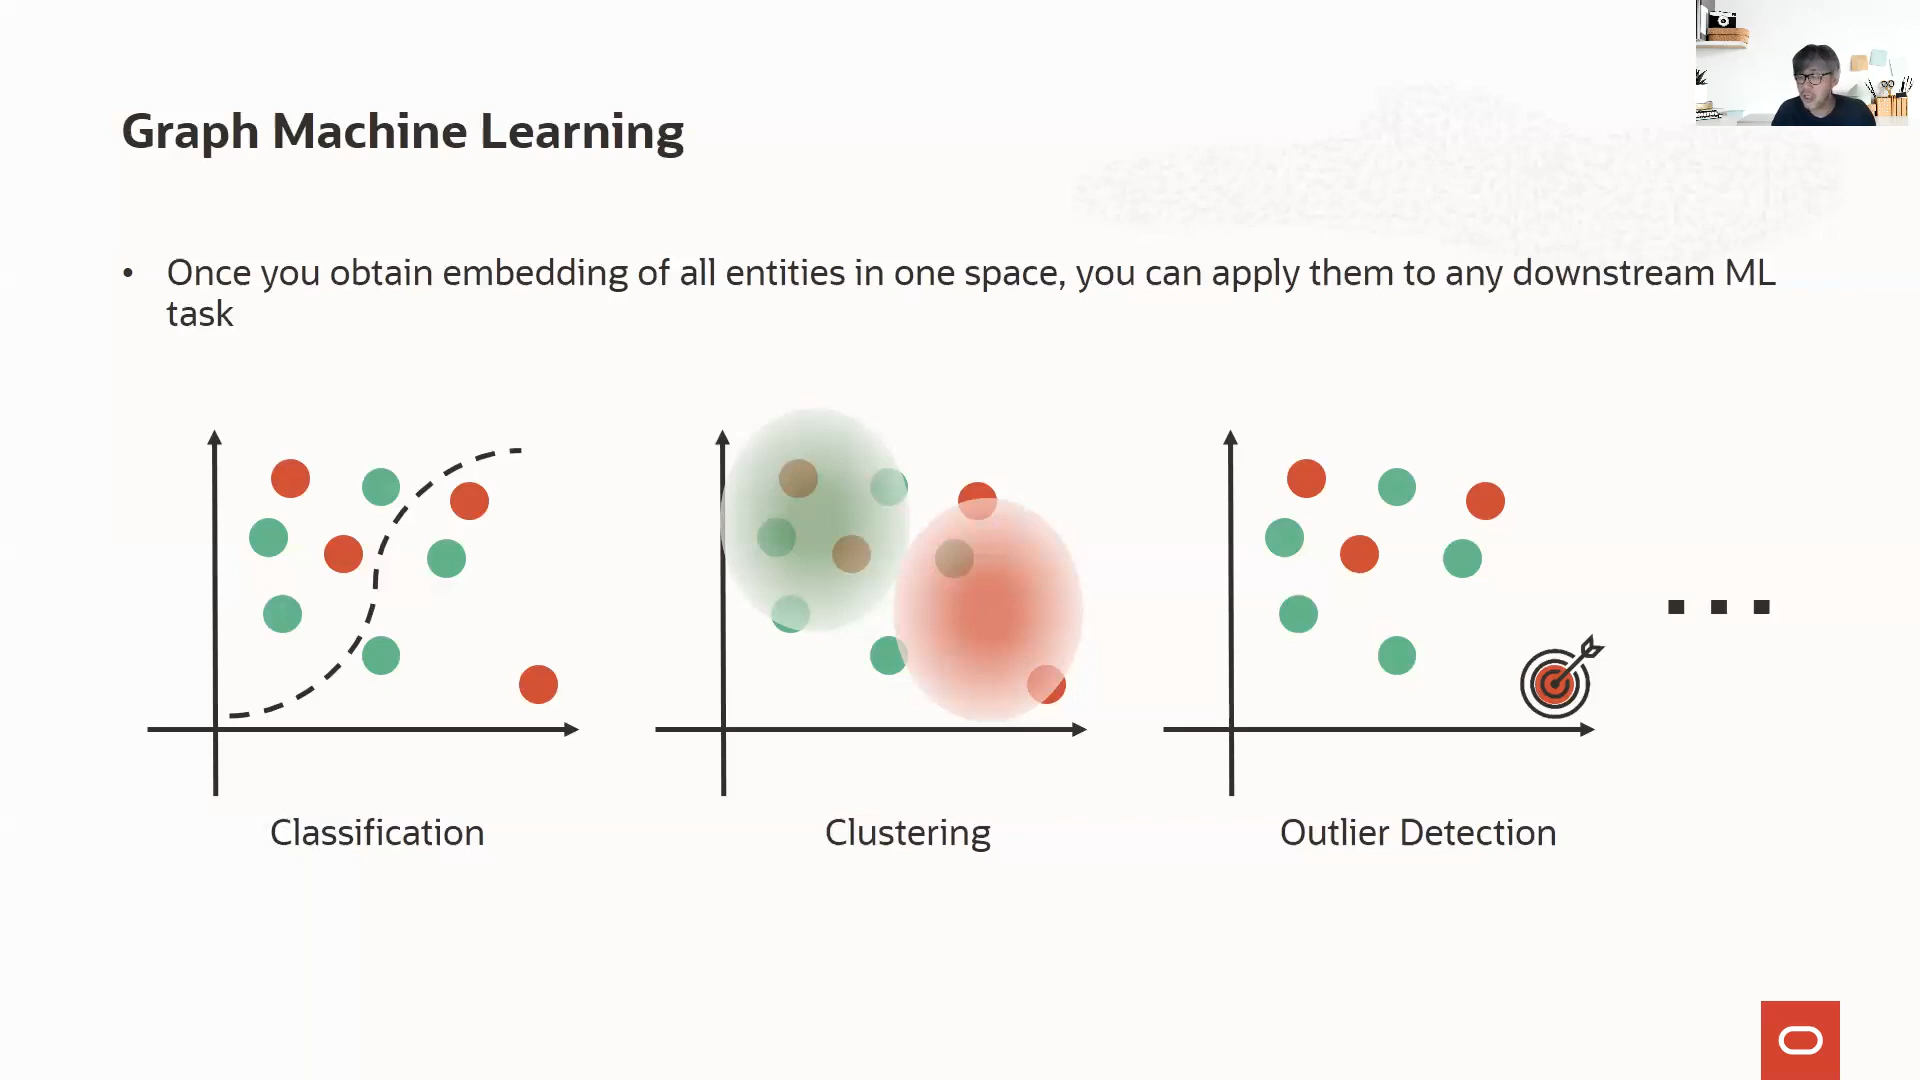 Graph Machine Learning
• Once you obtain embedding of all entities in one space, you can apply them to any downstream ML
task
Classification
Clustering
Outlier Detection